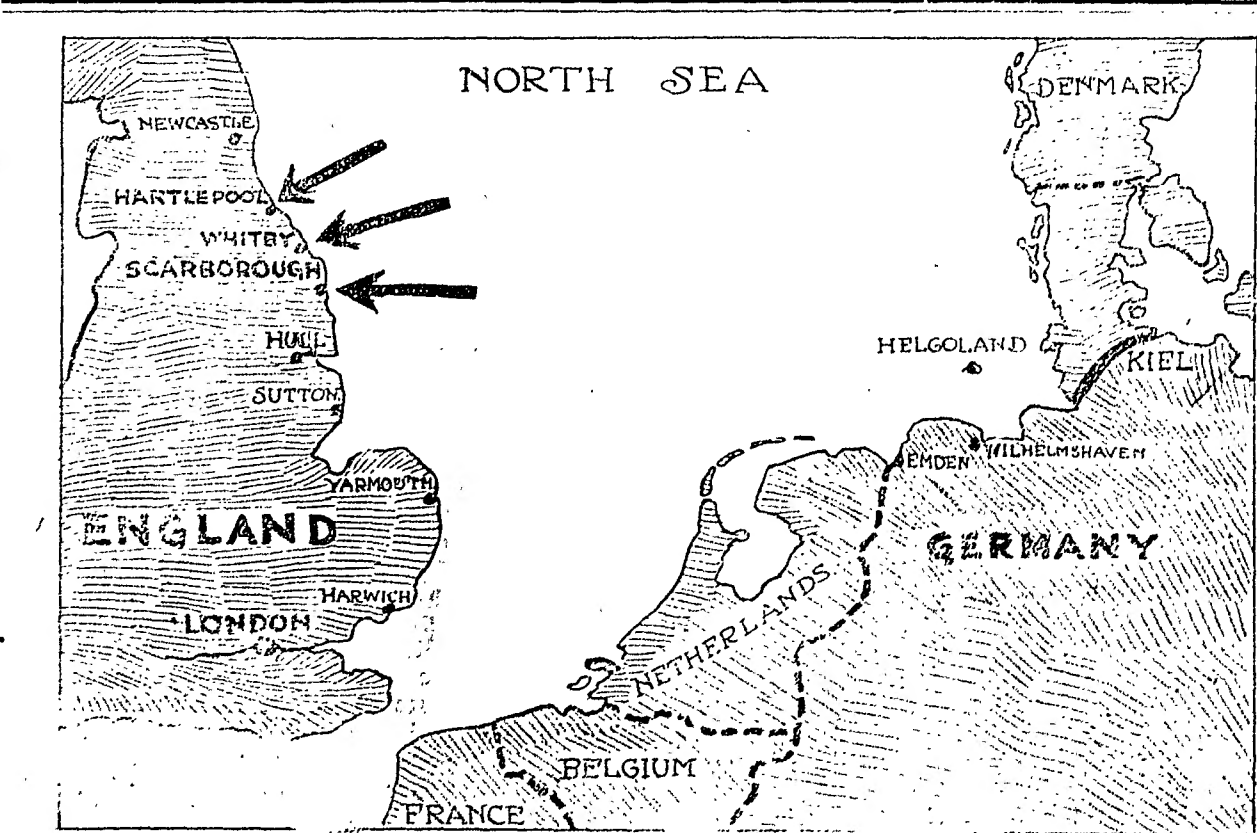 NORTH SEA
DENMARK
NEWCASTLE
HARTLEPOOL
WHITBY
SCARBOROUGH
HULL
HELGOLAND
KIEL
SUTTON
EMDEN
WILHELMSHAVEN
YARMOUTH
ENGLAND
GERMANY
HARWICH
NETHERLANDS
LONDON
BELGIUM
FRANCE